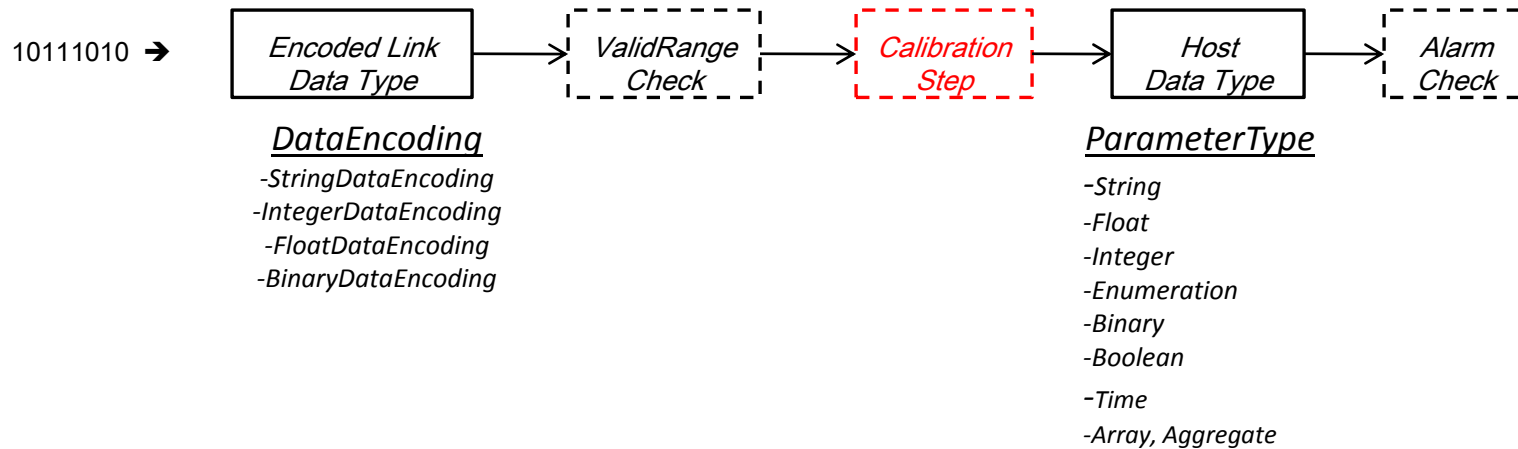 10111010 ➔
Encoded Link
Data Type
ValidRange
Check
Calibration
Step
Host
Data Type
Alarm
Check
DataEncoding
-StringDataEncoding
-IntegerDataEncoding
-FloatDataEncoding
-BinaryDataEncoding
ParameterType
-String
-Float
-Integer
-Enumeration
-Binary
-Boolean
-Time
-Array, Aggregate